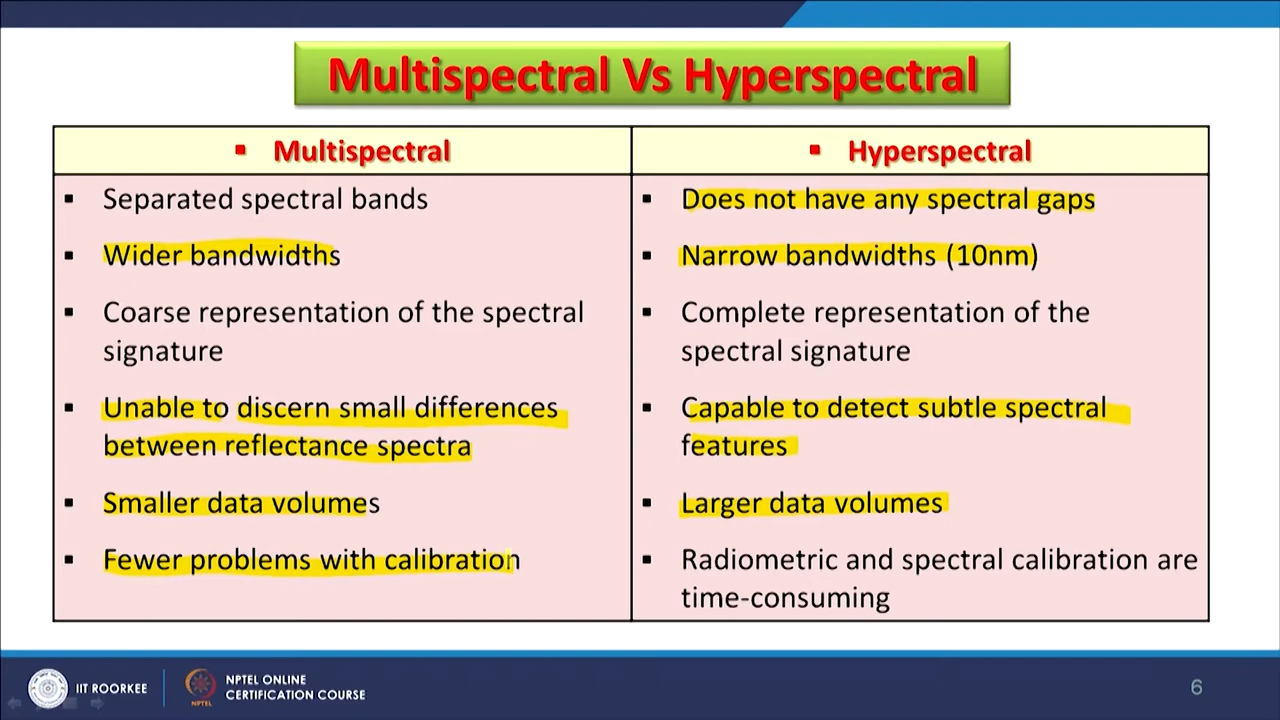 Multispectral Vs Hyperspectral
▪ Multispectral
▪ Separated spectral bands
▪ Wider bandwidths
▪ Coarse representation of the spectral
signature
▪ Unable to discern small differences
between reflectance spectra
▪ Smaller data volumes
▪ Fewer problems with calibration
▪ Hyperspectral
▪ Does not have any spectral gaps
▪ Narrow bandwidths (10nm)
▪ Complete representation of the
spectral signature
▪ Capable to detect subtle spectral
features
▪ Larger data volumes
▪ Radiometric and spectral calibration are
time-consuming
IIT ROORKEE
NPTEL
NPTEL ONLINE
CERTIFICATION COURSE
6